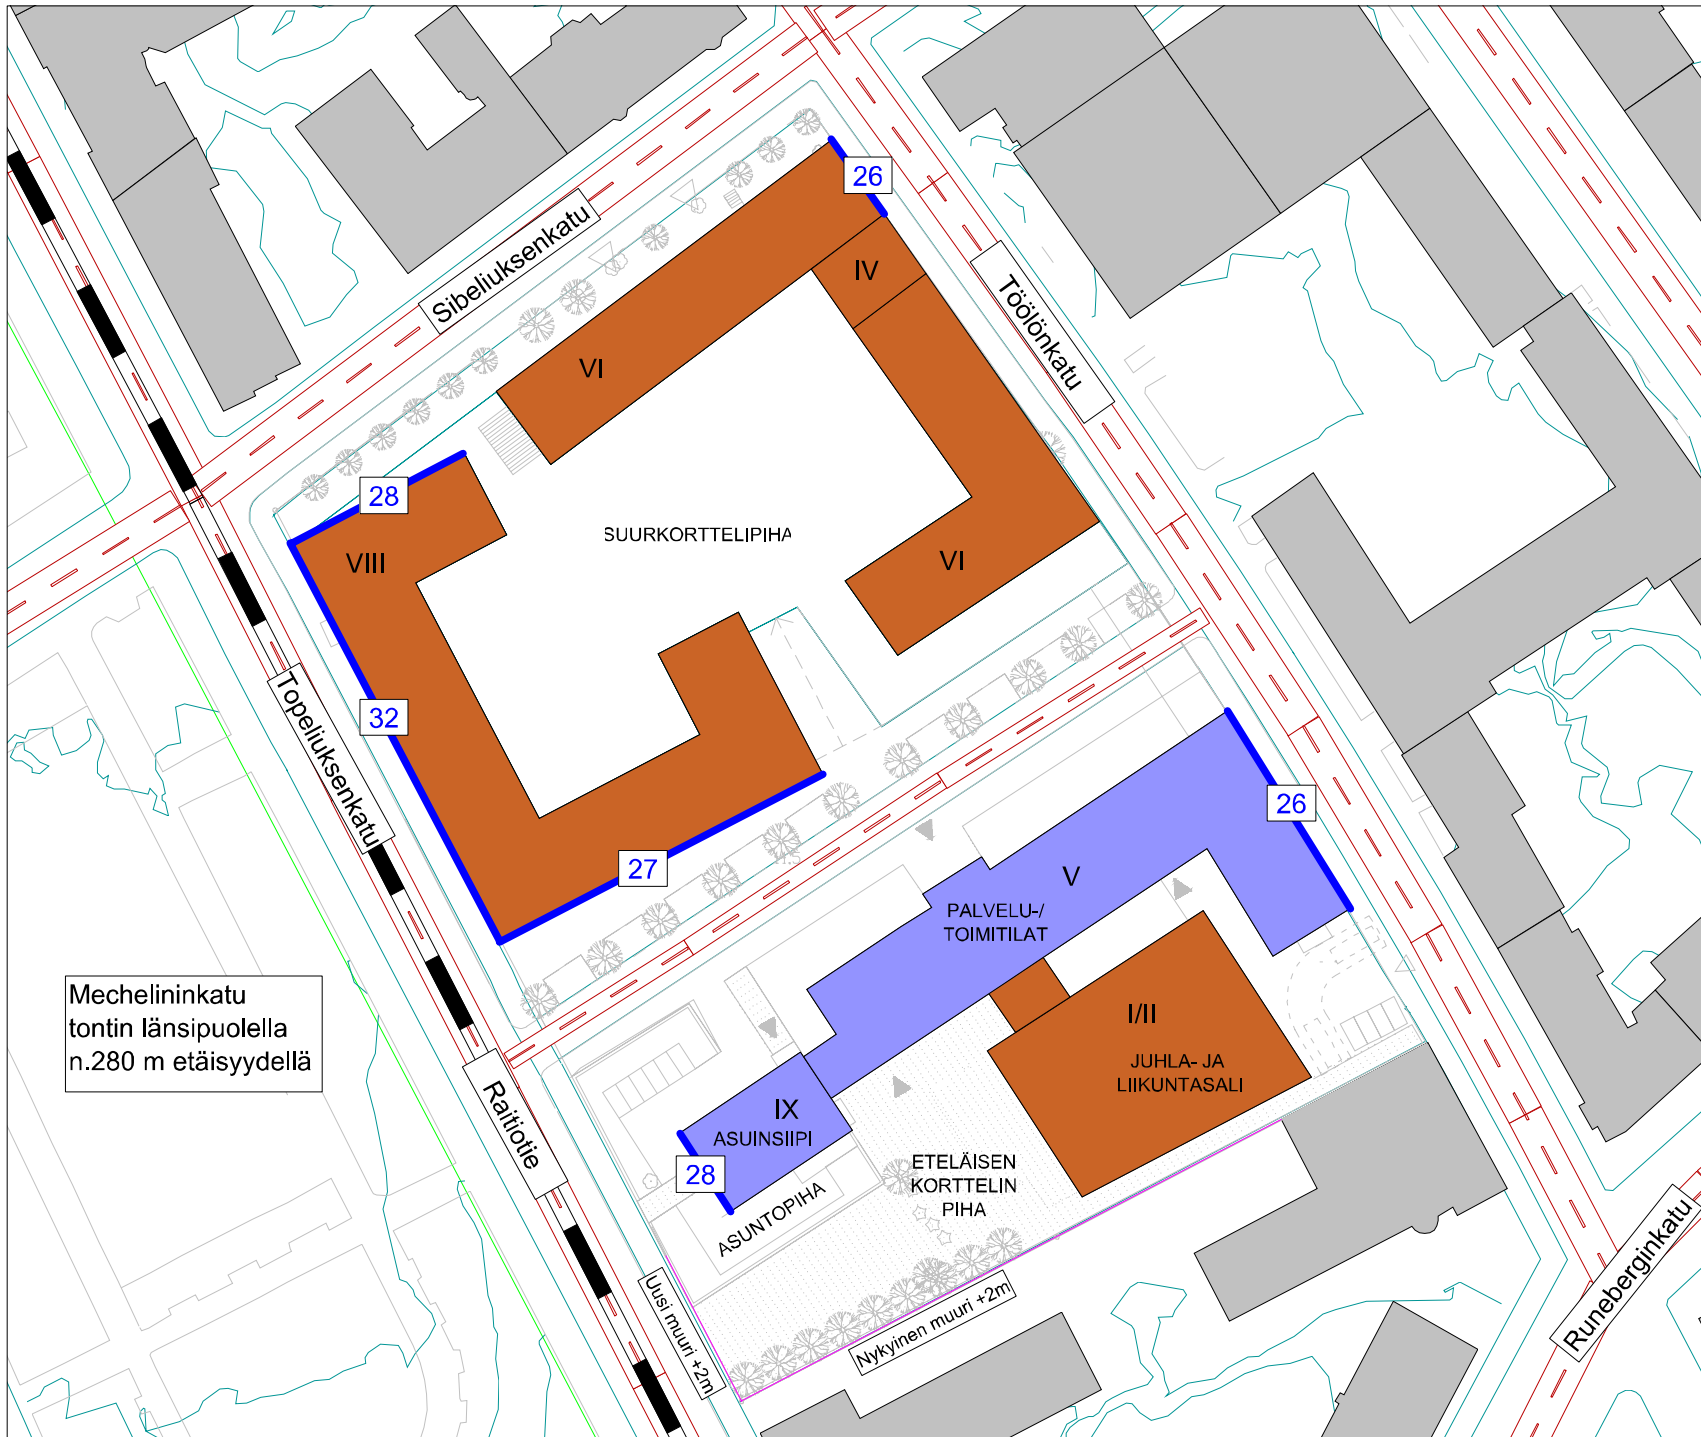 26
Sibeliuksenkatu
IV
Töölönkatu
VI
28
SUURKORTTELIPIHA
VIII
VI
32
Topeliuksenkatu
26
27
V
PALVELU-/
TOIMITILAT
Mechelininkatu
tontin länsipuolella
n.280 m etäisyydellä
I/II
JUHLA- JA
LIIKUNTASALI
Raitiotie
IX
ASUINSIIPI
28
ETELÄISEN
KORTTELIN
PIHA
ASUNTOPIHA
Runeberginkatu
Uusi muuri +2m
Nykyinen muuri +2m